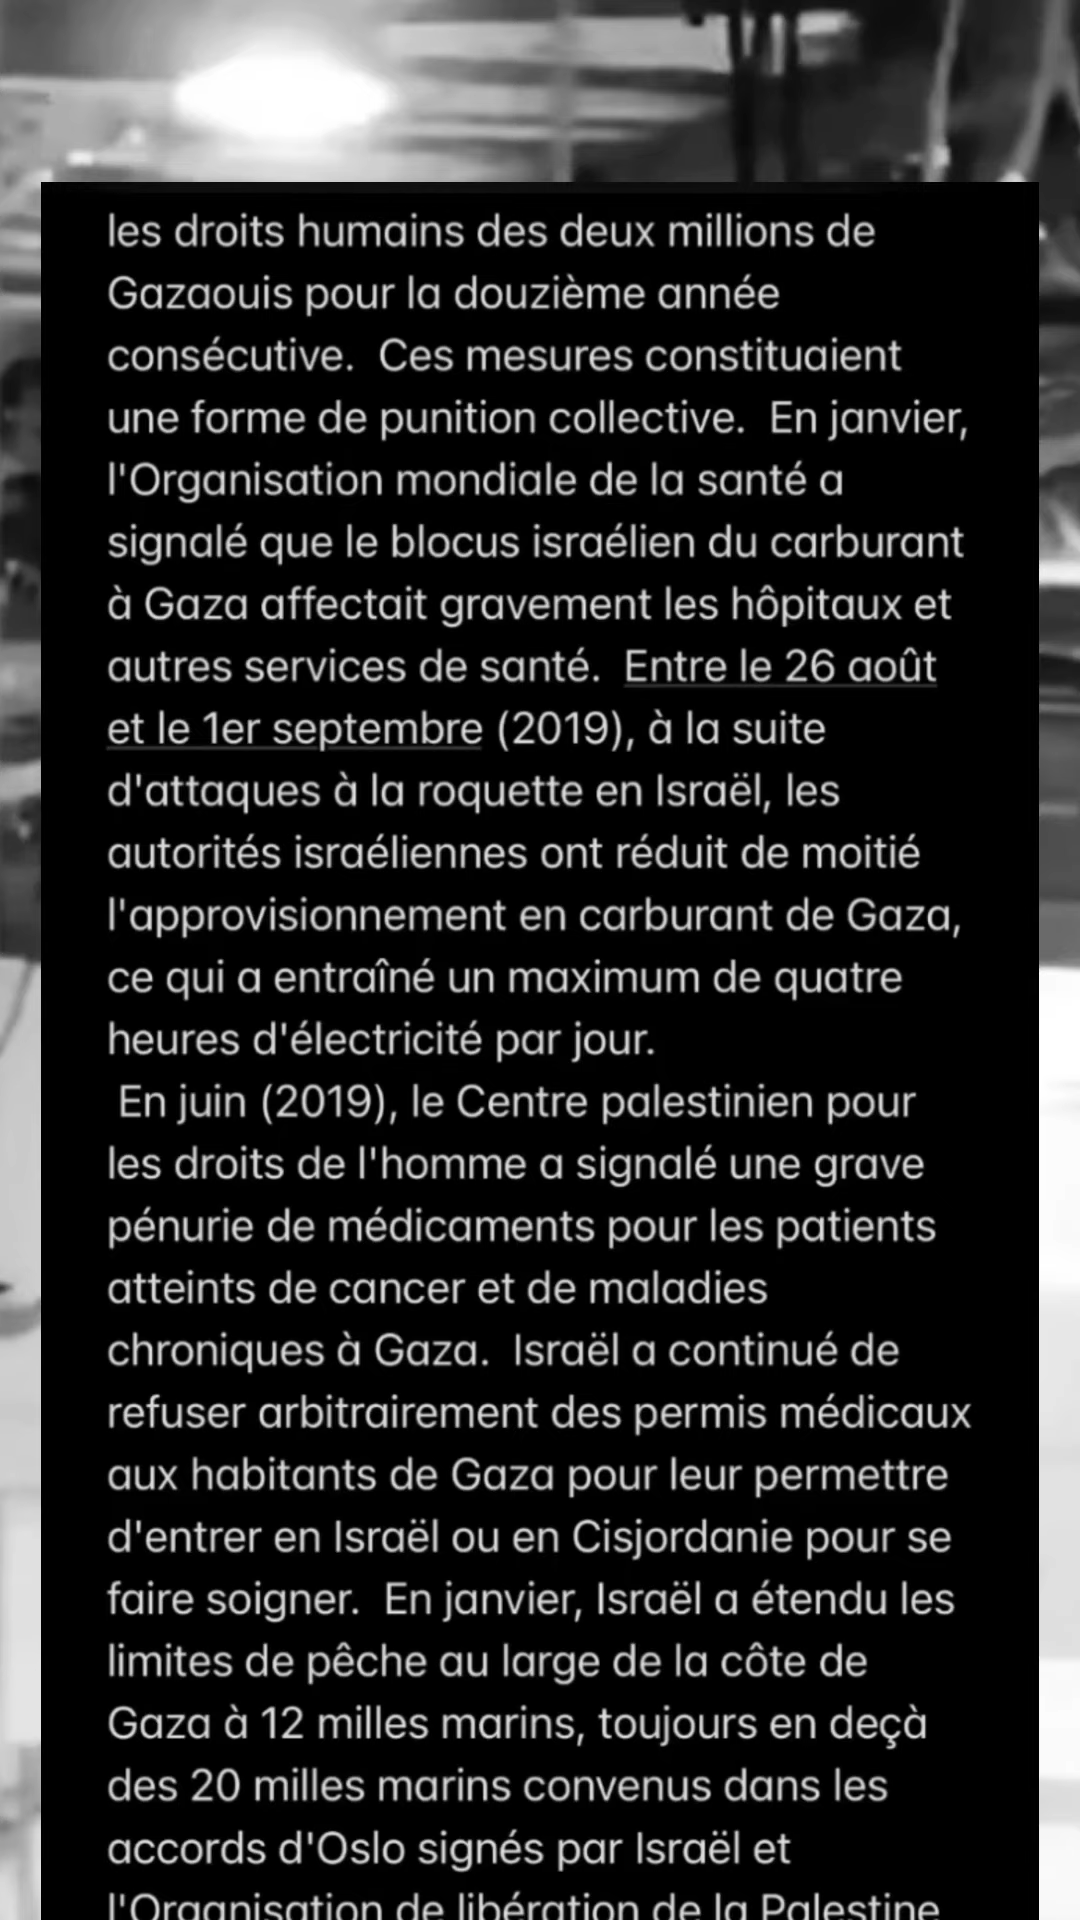 les droits humains des deux millions de
Gazaouis pour la douzième année
consécutive.  Ces mesures constituaient
une forme de punition collective.  En janvier,
l'Organisation mondiale de la santé a
signalé que le blocus israélien du carburant
à Gaza affectait gravement les hôpitaux et
autres services de santé.  Entre le 26 août
et le 1er septembre (2019), à la suite
d'attaques à la roquette en Israël, les
autorités israéliennes ont réduit de moitié
l'approvisionnement en carburant de Gaza,
ce qui a entraîné un maximum de quatre
heures d'électricité par jour.
En juin (2019), le Centre palestinien pour
les droits de l'homme a signalé une grave
pénurie de médicaments pour les patients
atteints de cancer et de maladies
chroniques à Gaza.  Israël a continué de
refuser arbitrairement des permis médicaux
aux habitants de Gaza pour leur permettre
d'entrer en Israël ou en Cisjordanie pour se
faire soigner.  En janvier, Israël a étendu les
limites de pêche au large de la côte de
Gaza à 12 milles marins, toujours en deçà
des 20 milles marins convenus dans les
accords d'Oslo signés par Israël et
l'Organisation de libération de la Palestine